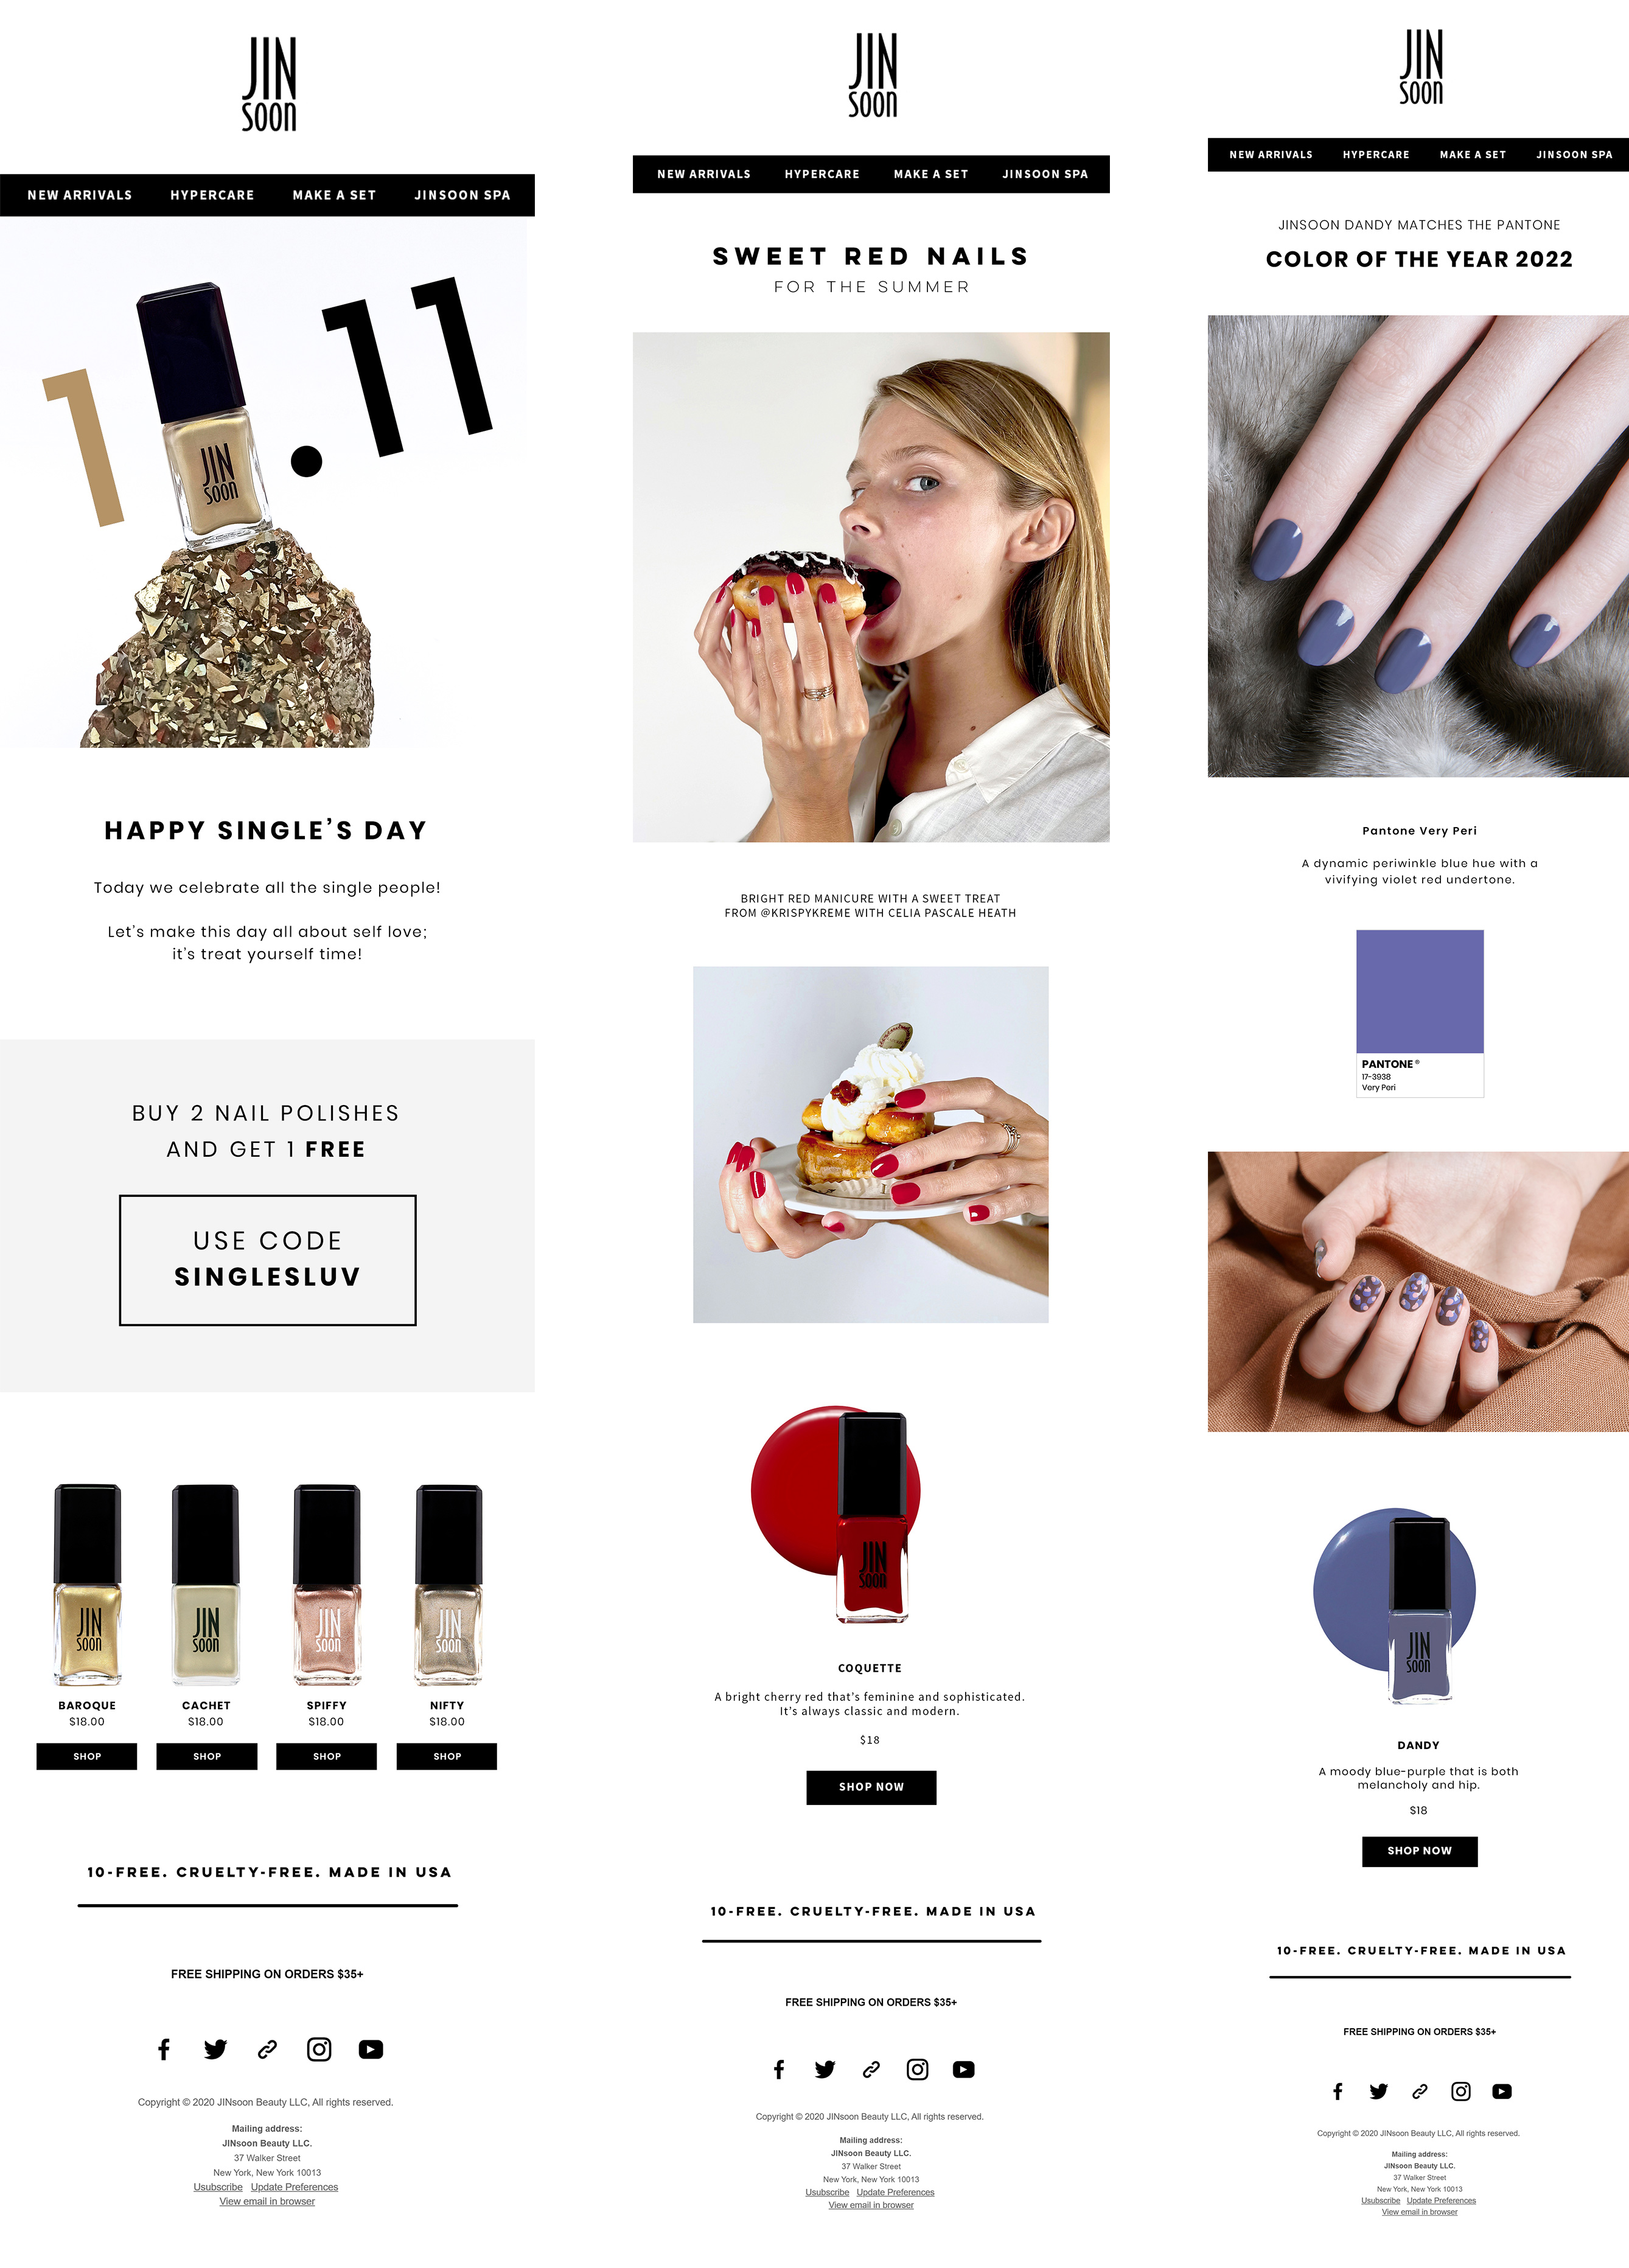 JIN
soon
NEW ARRIVALS HYPERCARE MAKE A SET JINSOON SPA
1 .11
JIN
soon
HAPPY SINGLE'S DAY
Today we celebrate all the single people!
Let's make this day all about self love;
it's treat yourself time!
BUY 2 NAIL POLISHES
AND GET 1 FREE
USE CODE
SINGLESLUV
JIN
soon
JIN
soon
JIN
soon
JIN
soon
BAROQUE CACHET SPIFFY NIFTY
$18.00 $18.00 $18.00 $18.00
SHOP SHOP SHOP SHOP
10-FREE. CRUELTY-FREE. MADE IN USA
FREE SHIPPING ON ORDERS $35+
Copyright © 2020 JINsoon Beauty LLC, All rights reserved.
Mailing address:
JINsoon Beauty LLC.
37 Walker Street
New York, New York 10013
Usubscribe Update Preferences
View email in browser
JIN
soon
NEW ARRIVALS HYPERCARE MAKE A SET JINSOON SPA
SWEET RED NAILS
FOR THE SUMMER
BRIGHT RED MANICURE WITH A SWEET TREAT
FROM @KRISPYKREME WITH CELIA PASCALE HEATH
JIN
soon
COQUETTE
A bright cherry red that's feminine and sophisticated.
It's always classic and modern.
$18
SHOP NOW
10-FREE. CRUELTY-FREE. MADE IN USA
FREE SHIPPING ON ORDERS $35+
Copyright © 2020 JINsoon Beauty LLC, All rights reserved.
Mailing address:
JINsoon Beauty LLC.
37 Walker Street
New York, New York 10013
Usubscribe Update Preferences
View email in browser
JIN
soon
NEW ARRIVALS HYPERCARE MAKE A SET JINSOON SPA
JINSOON DANDY MATCHES THE PANTONE
COLOR OF THE YEAR 2022
Pantone Very Peri
A dynamic periwinkle blue hue with a
vivifying violet red undertone.
PANTONE®
17-3938
Very Peri
JIN
soon
DANDY
A moody blue-purple that is both
melancholy and hip.
$18
SHOP NOW
10-FREE. CRUELTY-FREE. MADE IN USA
FREE SHIPPING ON ORDERS $35+
Copyright © 2020 JINsoon Beauty LLC, All rights reserved.
Mailing address:
JINsoon Beauty LLC.
37 Walker Street
New York, New York 10013
Usubscribe Update Preferences
View email in browser